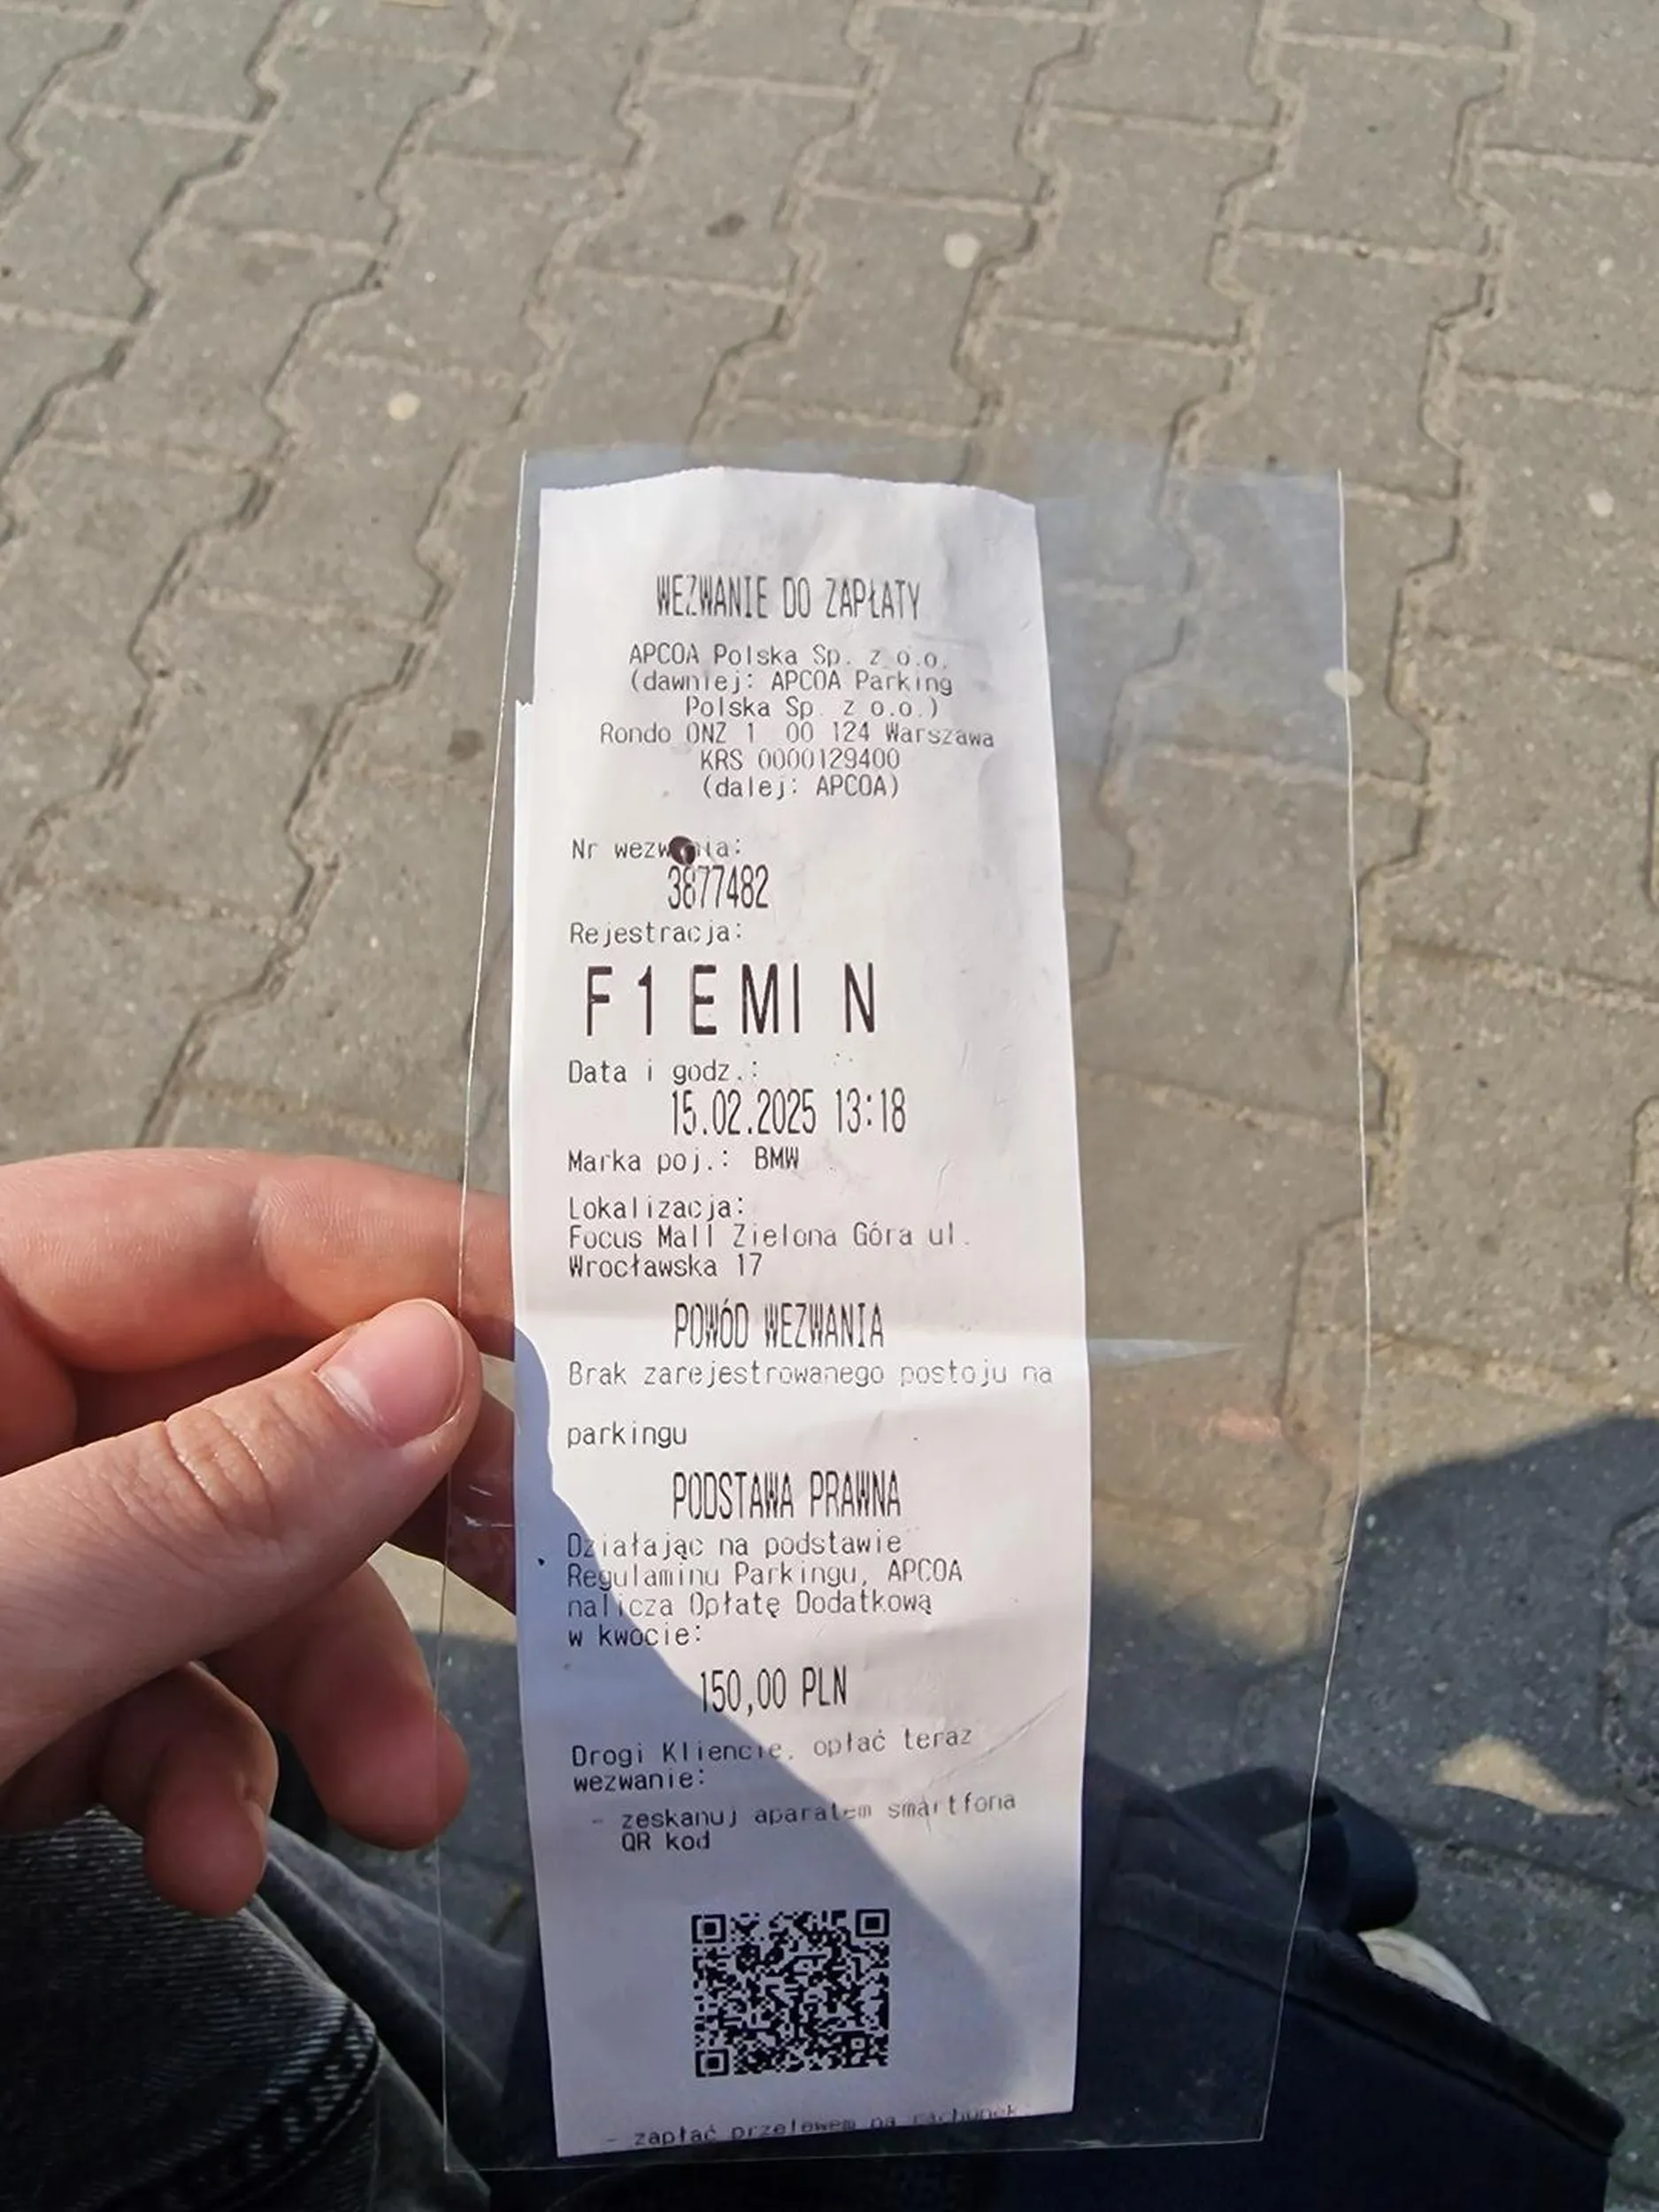 WEZWANIE DO ZAPŁATY
APCOA Polska Sp. z o.o.
(dawniej: APCOA Parking
Polska Sp. z o.o.)
Rondo ONZ 1 00 124 Warszawa
KRS 0000129400
(dalej: APCOA)
Nr wezwania:
3877482
Rejestracja:
F1EMI N
Data i godz.:
15.02.2025 13:18
Marka poj.: BMW
Lokalizacja:
Focus Mall Zielona Góra ul.
Wrocławska 17
POWÓD WEZWANIA
Brak zarejestrowanego postoju na
parkingu
PODSTAWA PRAWNA
Działając na podstawie
Regulaminu Parkingu, APCOA
nalicza Opłatę Dodatkową
w kwocie:
150,00 PLN
Drogi Kliencie, opłać teraz
wezwanie:
- zeskanuj aparatem smartfona
QR kod
- zapłać przelewem na rachunek: